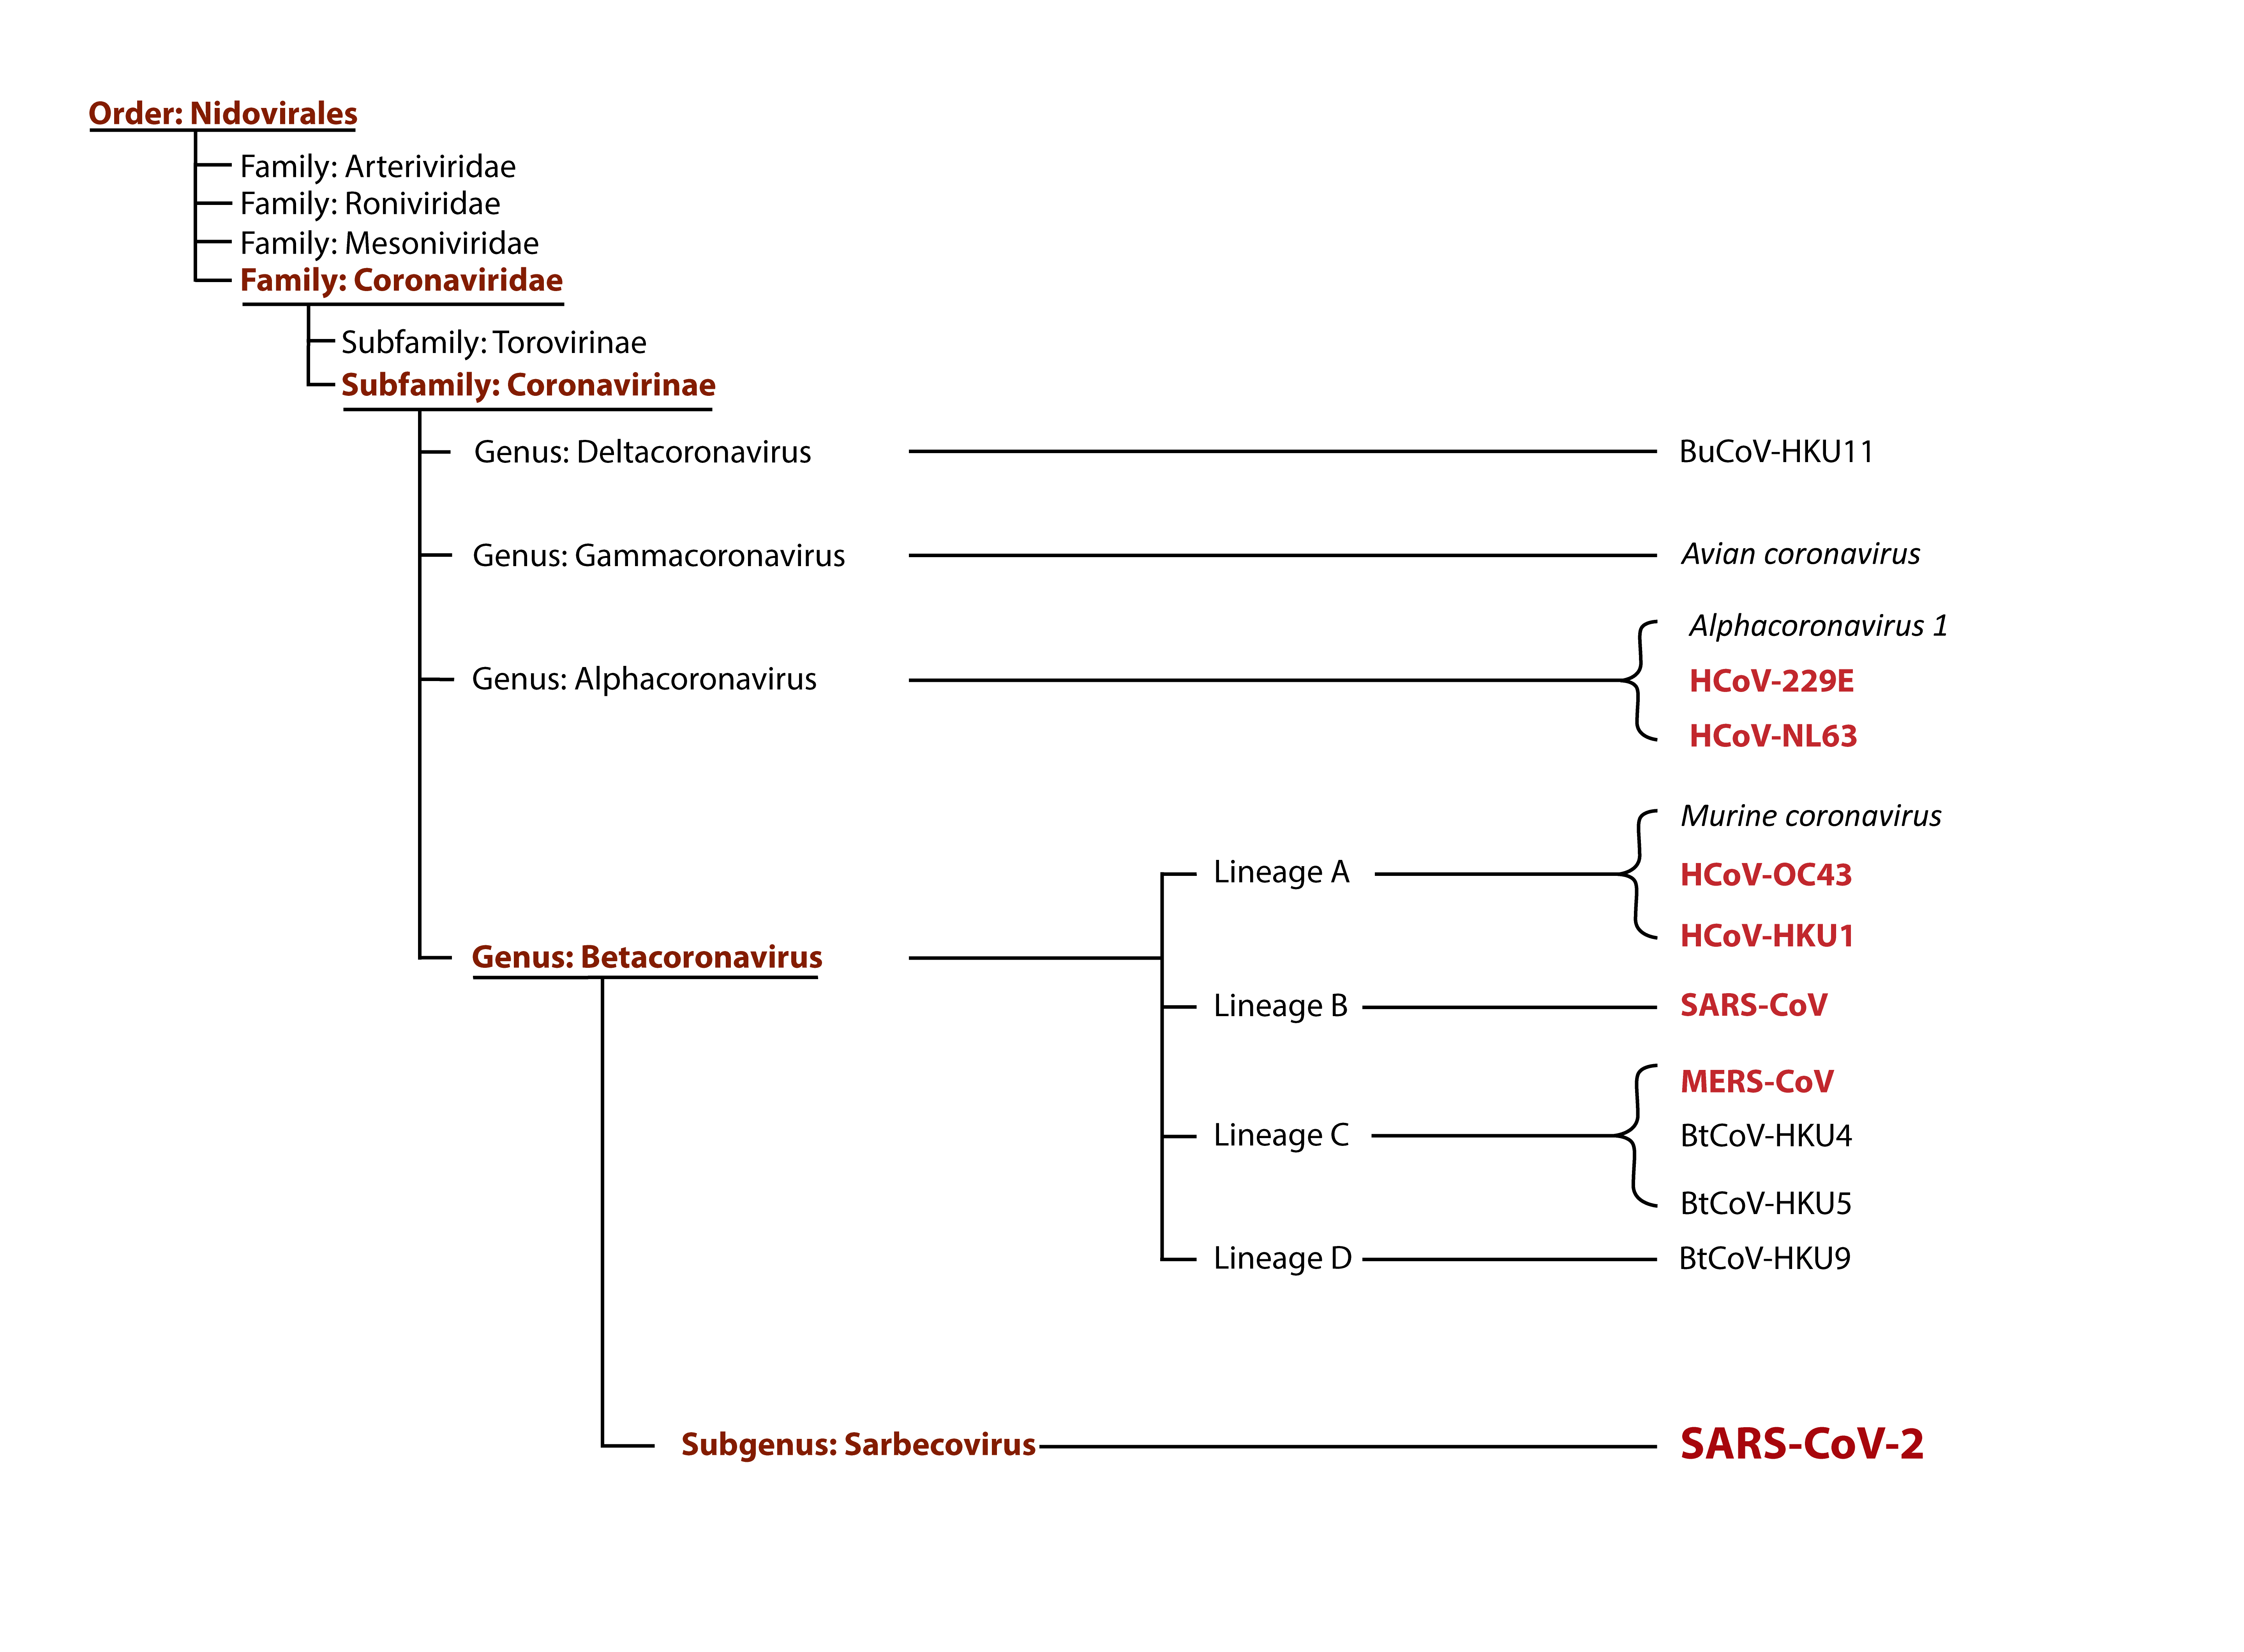 Order: Nidovirales
Family: Arteriviridae
Family: Roniviridae
Family: Mesoniviridae
Family: Coronaviridae
Subfamily: Torovirinae
Subfamily: Coronavirinae
Genus: Deltacoronavirus
BuCoV-HKU11
Genus: Gammacoronavirus
Avian coronavirus
Genus: Alphacoronavirus
Alphacoronavirus 1
HCoV-229E
HCoV-NL63
Genus: Betacoronavirus
Lineage A
Murine coronavirus
HCoV-OC43
HCoV-HKU1
Lineage B
SARS-CoV
Lineage C
MERS-CoV
BtCoV-HKU4
BtCoV-HKU5
Lineage D
BtCoV-HKU9
Subgenus: Sarbecovirus
SARS-CoV-2